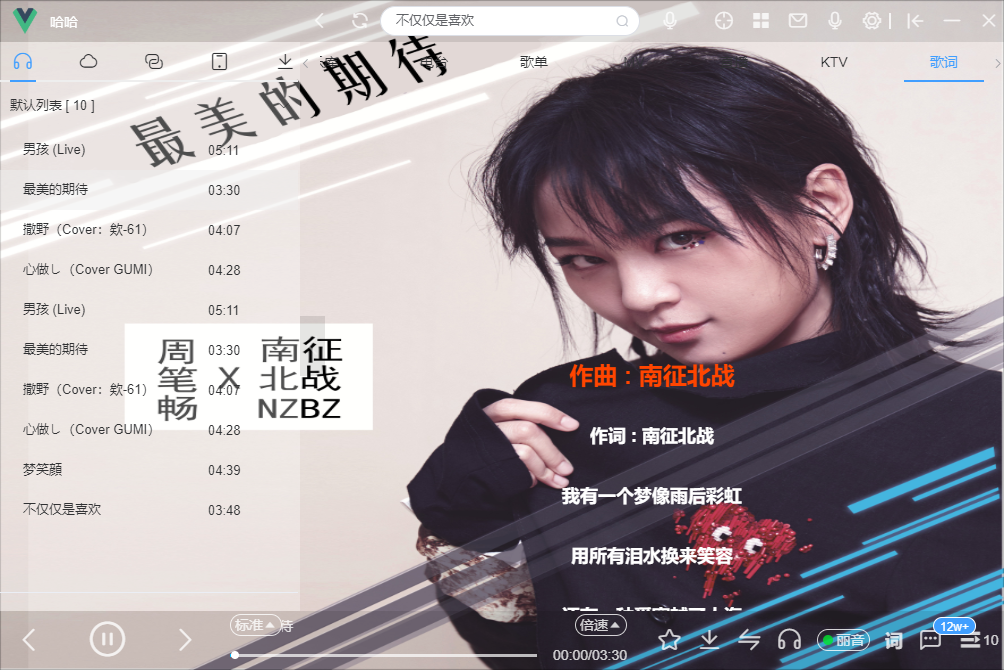 哈哈
不仅仅是喜欢
歌单
KTV
歌词
最美的期待
默认列表 [ 10 ]
男孩 (Live) 05:11
最美的期待 03:30
撒野（Cover：欸-61） 04:07
心做し（Cover GUMI） 04:28
男孩 (Live) 05:11
最美的期待 03:30
撒野（Cover：欸-61） 04:07
心做し（Cover GUMI） 04:28
梦笑顔 04:39
不仅仅是喜欢 03:48
周笔畅
X
南征北战
NZBZ
作曲 : 南征北战
作词 : 南征北战
我有一个梦像雨后彩虹
用所有泪水换来笑容
标准
待
倍速
00:00/03:30
丽音
词
12w+
10